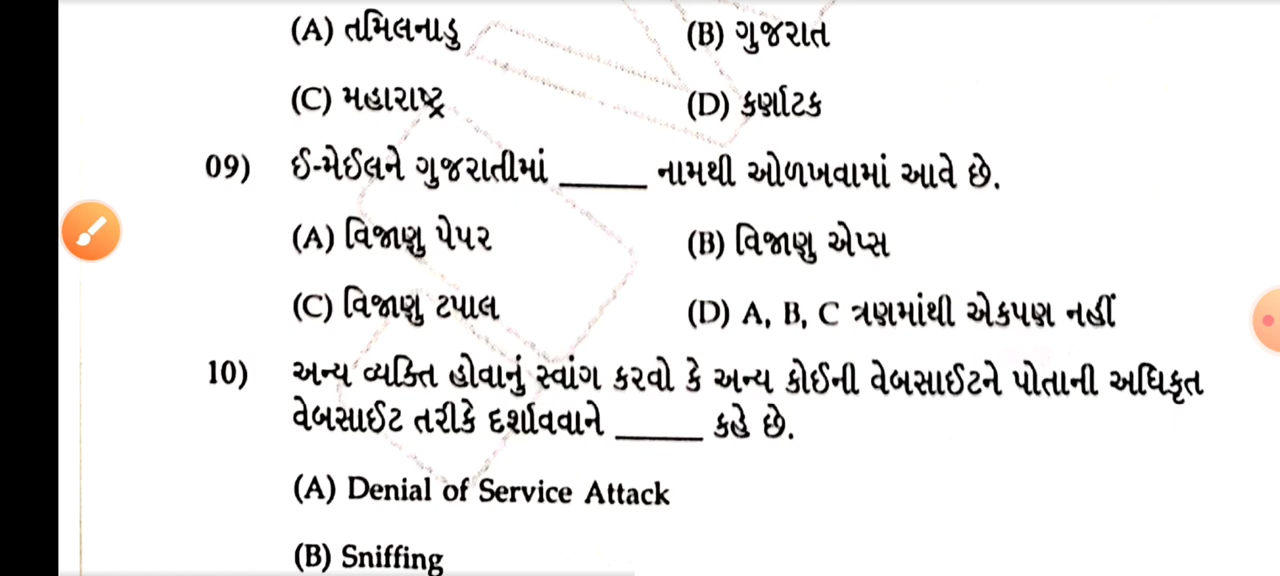 (A) તમિલનાડુ (B) ગુજરાત
(C) મહારાષ્ટ્ર (D) કર્ણાટક
09) ઈ-મેઈલને ગુજરાતીમાં ______ નામથી ઓળખવામાં આવે છે.
(A) વિજાણુ પેપર (B) વિજાણુ એપ્સ
(C) વિજાણુ ટપાલ (D) A, B, C ત્રણમાંથી એકપણ નહીં
10) અન્ય વ્યક્તિ હોવાનું સ્વાંગ કરવો કે અન્ય કોઈની વેબસાઈટને પોતાની અધિકૃત
વેબસાઈટ તરીકે દર્શાવવાને ______ કહે છે.
(A) Denial of Service Attack
(B) Sniffing